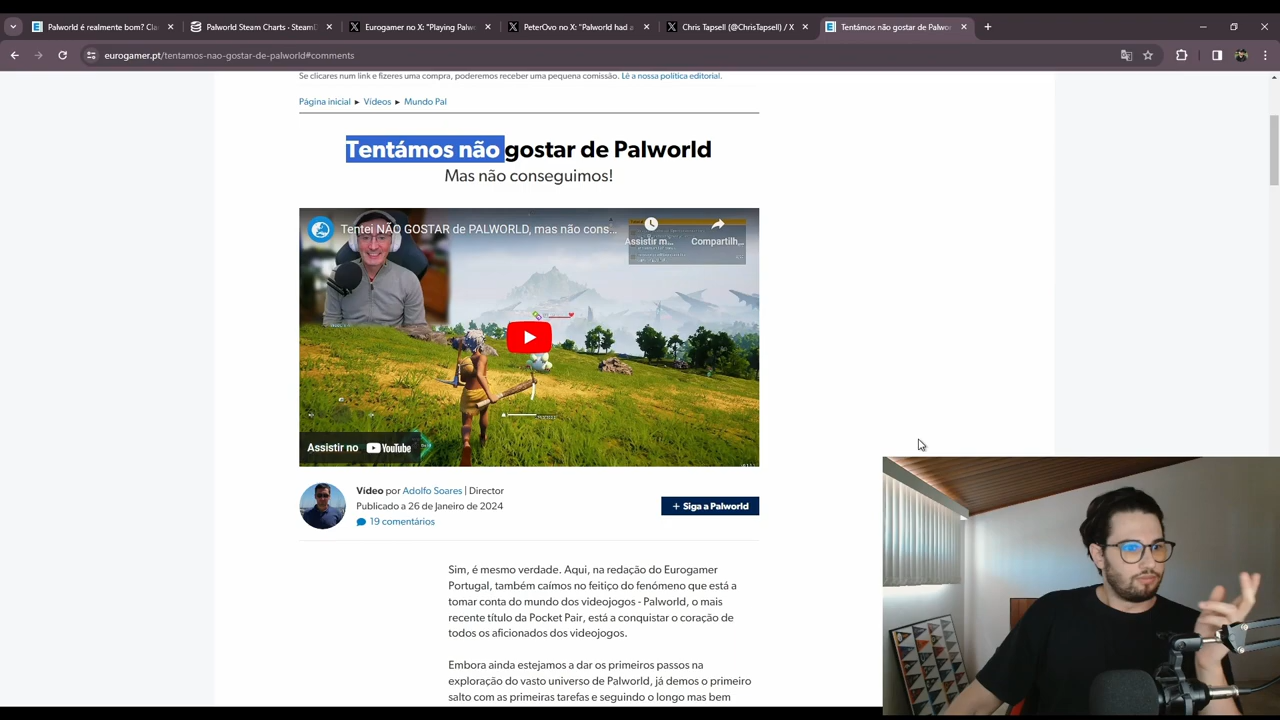 Palworld é realmente bom? Cla
Palworld Steam Charts · SteamD
Eurogamer no X: "Playing Palwo
PeterOvo no X: "Palworld had a
Chris Tapsell (@ChrisTapsell) / X
Tentámos não gostar de Palwor
eurogamer.pt/tentamos-nao-gostar-de-palworld#comments
Se clicares num link e fizeres uma compra, poderemos receber uma pequena comissão. Lê a nossa política editorial.
Página inicial ► Vídeos ► Mundo Pal
Tentámos não gostar de Palworld
Mas não conseguimos!
Tentei NÃO GOSTAR de PALWORLD, mas não cons...
Assistir m...
Compartilh...
Assistir no YouTube
Vídeo por Adolfo Soares | Director
Publicado a 26 de Janeiro de 2024
19 comentários
+ Siga a Palworld
Sim, é mesmo verdade. Aqui, na redação do Eurogamer
Portugal, também caímos no feitiço do fenómeno que está a
tomar conta do mundo dos videojogos - Palworld, o mais
recente título da Pocket Pair, está a conquistar o coração de
todos os aficionados dos videojogos.
Embora ainda estejamos a dar os primeiros passos na
exploração do vasto universo de Palworld, já demos o primeiro
salto com as primeiras tarefas e seguindo o longo mas bem